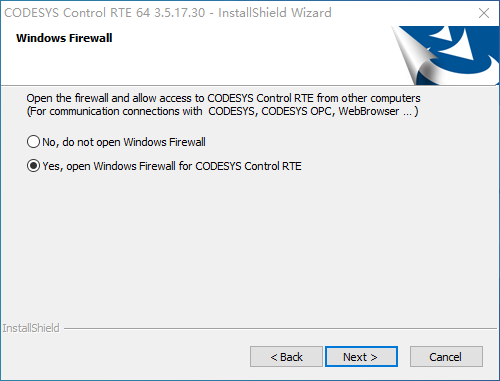 CODESYS Control RTE 64 3.5.17.30 - InstallShield Wizard
Windows Firewall
Open the firewall and allow access to CODESYS Control RTE from other computers
(For communication connections with CODESYS, CODESYS OPC, WebBrowser ... )
No, do not open Windows Firewall
Yes, open Windows Firewall for CODESYS Control RTE
InstallShield
< Back Next > Cancel